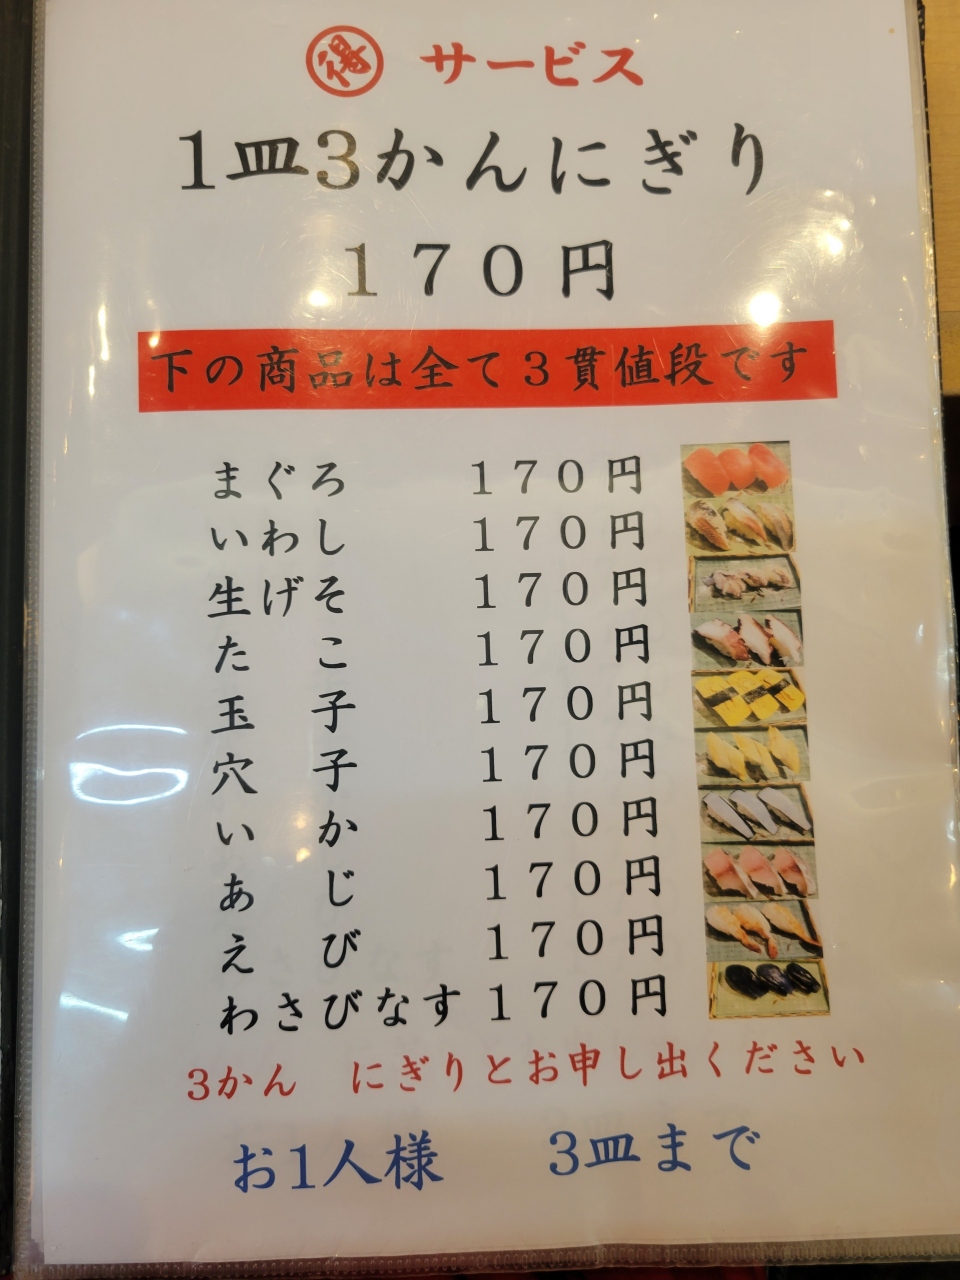 得 サービス
1皿3かんにぎり
170円
下の商品は全て3貫値段です
まぐろ 170円
いわし 170円
生げそ 170円
たこ 170円
玉子 170円
穴子 170円
いか 170円
あじ 170円
えび 170円
わさびなす 170円
3かん にぎりとお申し出ください
お1人様 3皿まで